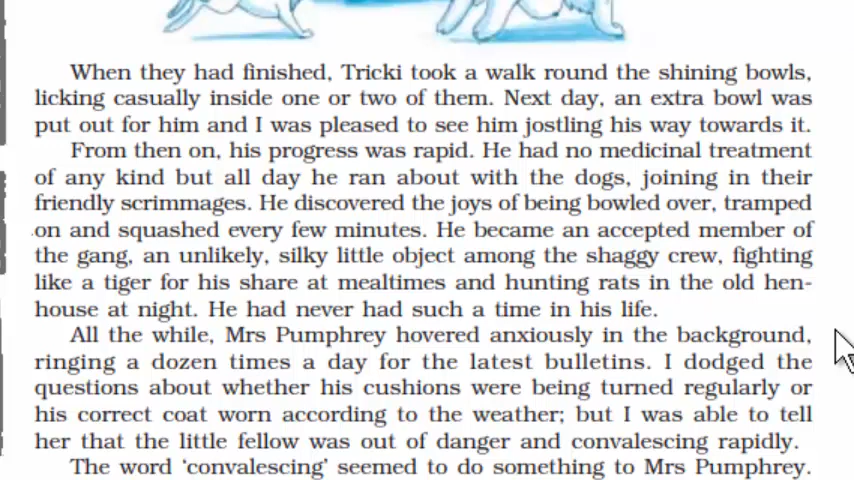 When they had finished, Tricki took a walk round the shining bowls,
licking casually inside one or two of them. Next day, an extra bowl was
put out for him and I was pleased to see him jostling his way towards it.
From then on, his progress was rapid. He had no medicinal treatment
of any kind but all day he ran about with the dogs, joining in their
friendly scrimmages. He discovered the joys of being bowled over, tramped
on and squashed every few minutes. He became an accepted member of
the gang, an unlikely, silky little object among the shaggy crew, fighting
like a tiger for his share at mealtimes and hunting rats in the old hen-
house at night. He had never had such a time in his life.
All the while, Mrs Pumphrey hovered anxiously in the background,
ringing a dozen times a day for the latest bulletins. I dodged the
questions about whether his cushions were being turned regularly or
his correct coat worn according to the weather; but I was able to tell
her that the little fellow was out of danger and convalescing rapidly.
The word ‘convalescing’ seemed to do something to Mrs Pumphrey.